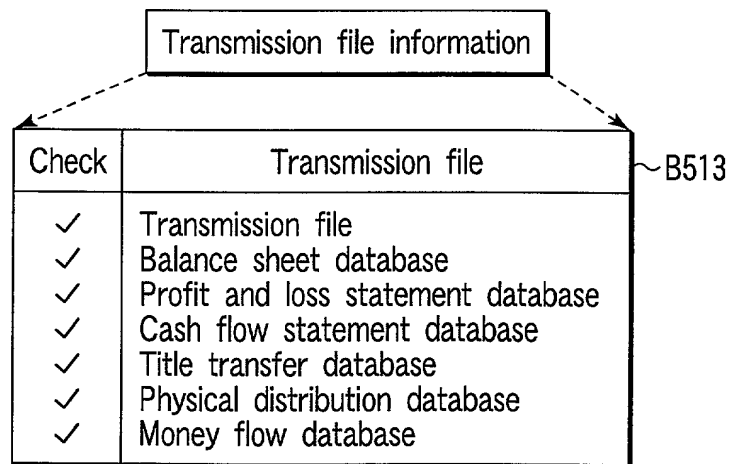 Transmission file information
Check Transmission file
B513
✓ Transmission file
✓ Balance sheet database
✓ Profit and loss statement database
✓ Cash flow statement database
✓ Title transfer database
✓ Physical distribution database
✓ Money flow database